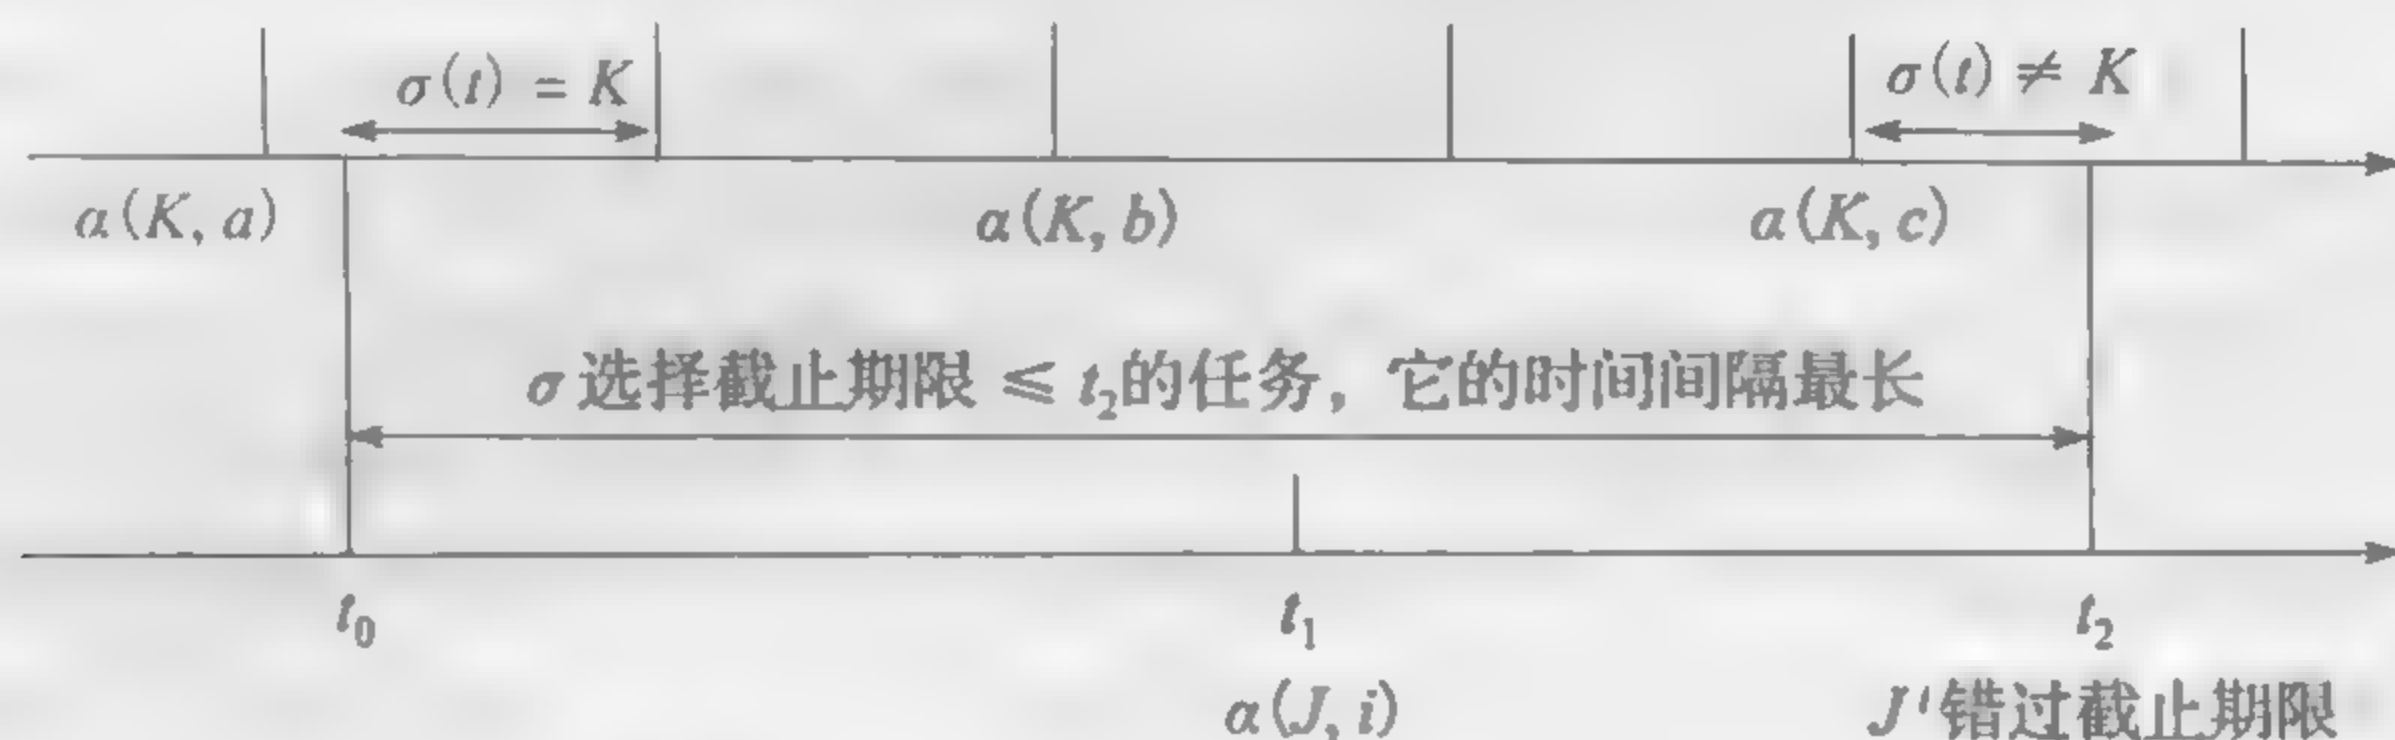 σ(t) = K
σ(t) ≠ K
α(K, a)
α(K, b)
α(K, c)
σ选择截止期限 ≤ t₂的任务，它的时间间隔最长
t₀
t₁
t₂
α(J, i)
J′错过截止期限